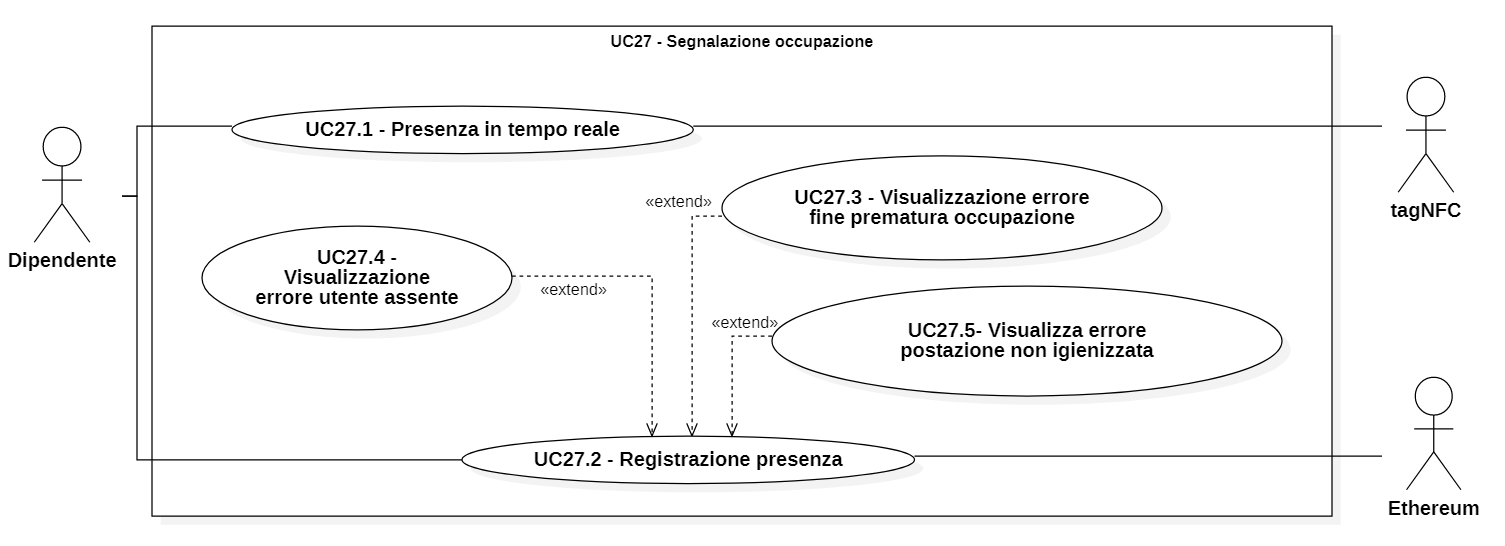 UC27 - Segnalazione occupazione
UC27.1 - Presenza in tempo reale
UC27.3 - Visualizzazione errore
fine prematura occupazione
«extend»
tagNFC
Dipendente
UC27.4 -
Visualizzazione
errore utente assente
«extend»
«extend»
UC27.5- Visualizza errore
postazione non igienizzata
UC27.2 - Registrazione presenza
Ethereum